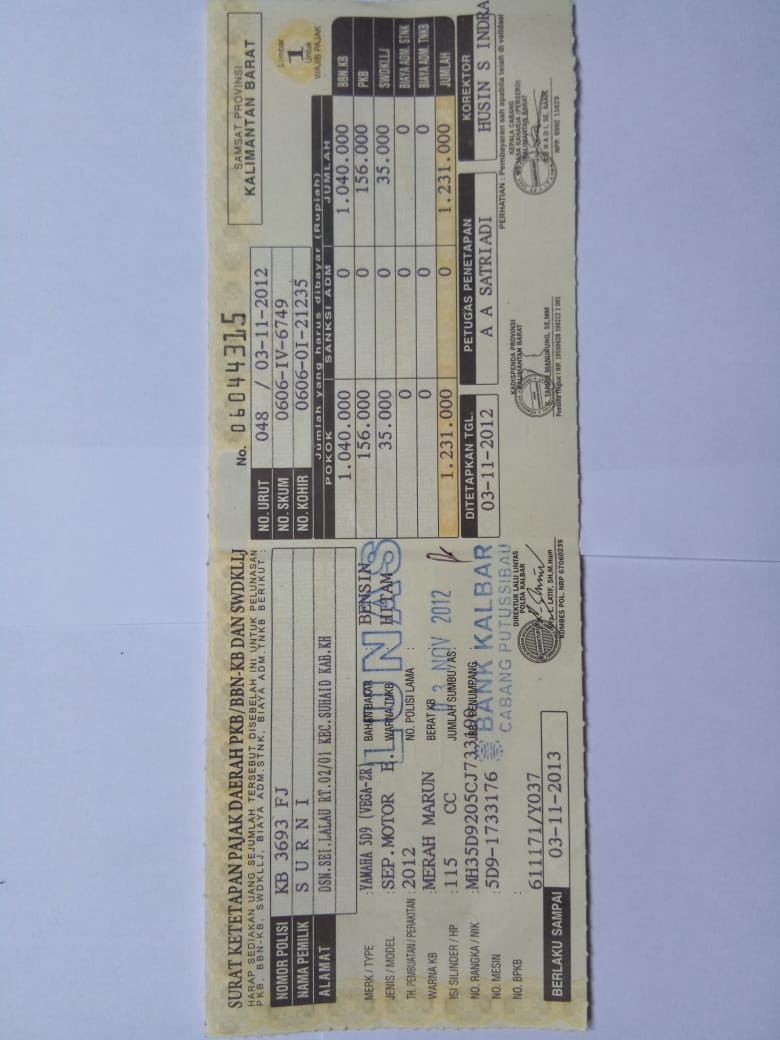 SURAT KETETAPAN PAJAK DAERAH PKB/BBN-KB DAN SWDKLLJ
HARAP SEDIAKAN UANG SEJUMLAH TERSEBUT DISEBELAH INI UNTUK PELUNASAN
PKB, BBN-KB, SWDKLLJ, BIAYA ADM.STNK, BIAYA ADM.TNKB BERIKUT :
NOMOR POLISI KB 3693 FJ
NAMA PEMILIK S U R N I
ALAMAT DSN.SEI.LALAU RT.02/01 KEC.SUHAID KAB.KH
MERK / TYPE : YAMAHA 5D9 (VEGA-ZR) BAHAN BAKAR BENSIN
JENIS / MODEL : SEP.MOTOR WARNA TNKB HITAM
TH. PEMBUATAN / PERAKITAN : 2012 NO. POLISI LAMA :
WARNA KB : MERAH MARUN BERAT KB
ISI SILINDER / HP : 115 CC JUMLAH SUMBU / AS :
NO. RANGKA / NIK : MH35D9205CJ733190 PENUMPANG
NO. MESIN : 5D9-1733176
NO. BPKB :
611171/Y037
BERLAKU SAMPAI 03-11-2013
LUNAS
NOV 2012
BANK KALBAR
CABANG PUTUSSIBAU
DIREKTUR LALU LINTAS
POLDA KALBAR
LATIF, SH,M.Hum
KOMBES POL. NRP 67060239
No. 06044315
SAMSAT PROVINSI
KALIMANTAN BARAT
Lembar
1
Untuk
WAJIB PAJAK
NO. URUT 048 / 03-11-2012
NO. SKUM 0606-IV-6749
NO. KOHIR 0606-OI-21235
Jumlah yang harus dibayar (Rupiah)
POKOK SANKSI ADM JUMLAH
1.040.000 0 1.040.000 BBN.KB
156.000 0 156.000 PKB
35.000 0 35.000 SWDKLLJ
0 0 0 BIAYA ADM. STNK
0 0 0 BIAYA ADM. TNKB
1.231.000 0 1.231.000 JUMLAH
DITETAPKAN TGL. PETUGAS PENETAPAN KOREKTOR
03-11-2012 A A SATRIADI HUSIN S INDRA
PERHATIAN : Pembayaran sah apabila telah di validasi
KADISPENDA PROVINSI
KALIMANTAN BARAT
KEPALA CABANG
KALIMANTAN BARAT